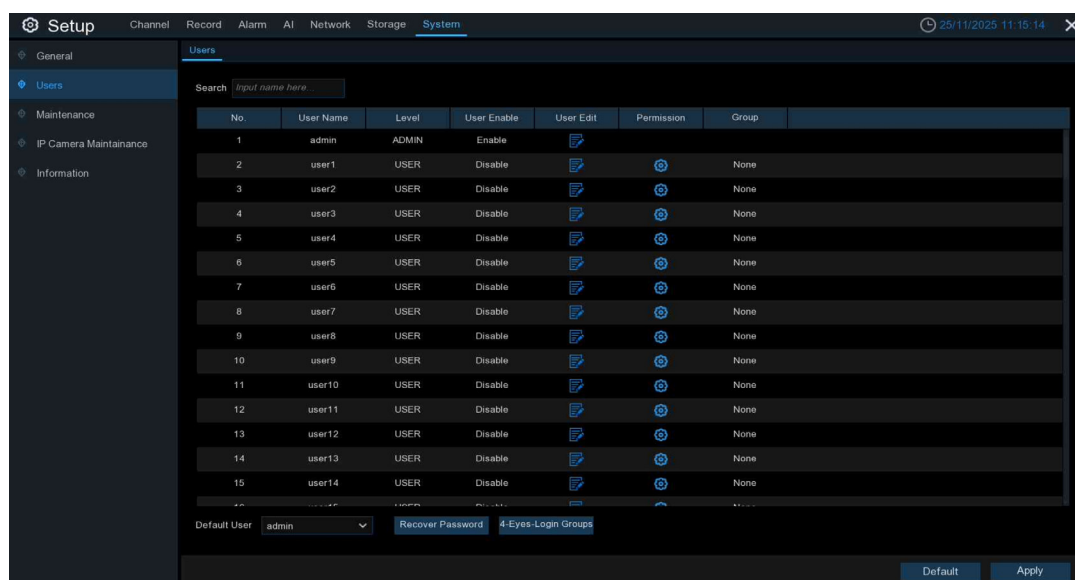 Setup Channel Record Alarm AI Network Storage System 25/11/2025 11:15:14
General
Users
Maintenance
IP Camera Maintainance
Information
Users
Search Input name here...
No. User Name Level User Enable User Edit Permission Group
1 admin ADMIN Enable
2 user1 USER Disable None
3 user2 USER Disable None
4 user3 USER Disable None
5 user4 USER Disable None
6 user5 USER Disable None
7 user6 USER Disable None
8 user7 USER Disable None
9 user8 USER Disable None
10 user9 USER Disable None
11 user10 USER Disable None
12 user11 USER Disable None
13 user12 USER Disable None
14 user13 USER Disable None
15 user14 USER Disable None
Default User admin Recover Password 4-Eyes-Login Groups
Default Apply